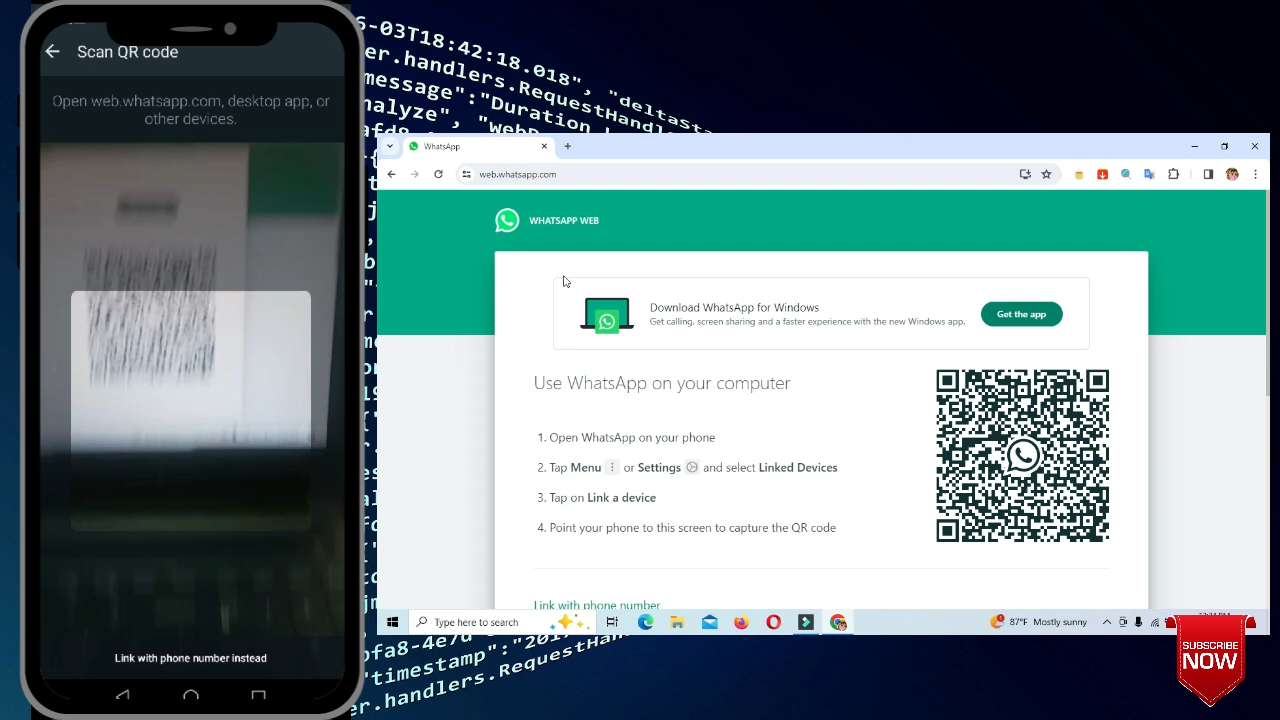 Scan QR code
Open web.whatsapp.com, desktop app, or
other devices.
Link with phone number instead
6-03T18:42:18.018", "deltasta
er.handlers.RequestHandl
message":"Duration
nalyze", "webD
WhatsApp
web.whatsapp.com
WHATSAPP WEB
Download WhatsApp for Windows
Get calling, screen sharing and a faster experience with the new Windows app.
Get the app
Use WhatsApp on your computer
1. Open WhatsApp on your phone
2. Tap Menu or Settings and select Linked Devices
3. Tap on Link a device
4. Point your phone to this screen to capture the QR code
Link with phone number
Type here to search
87°F Mostly sunny
"timestamp":"201
er.handlers.RequestHandler
SUBSCRIBE
NOW